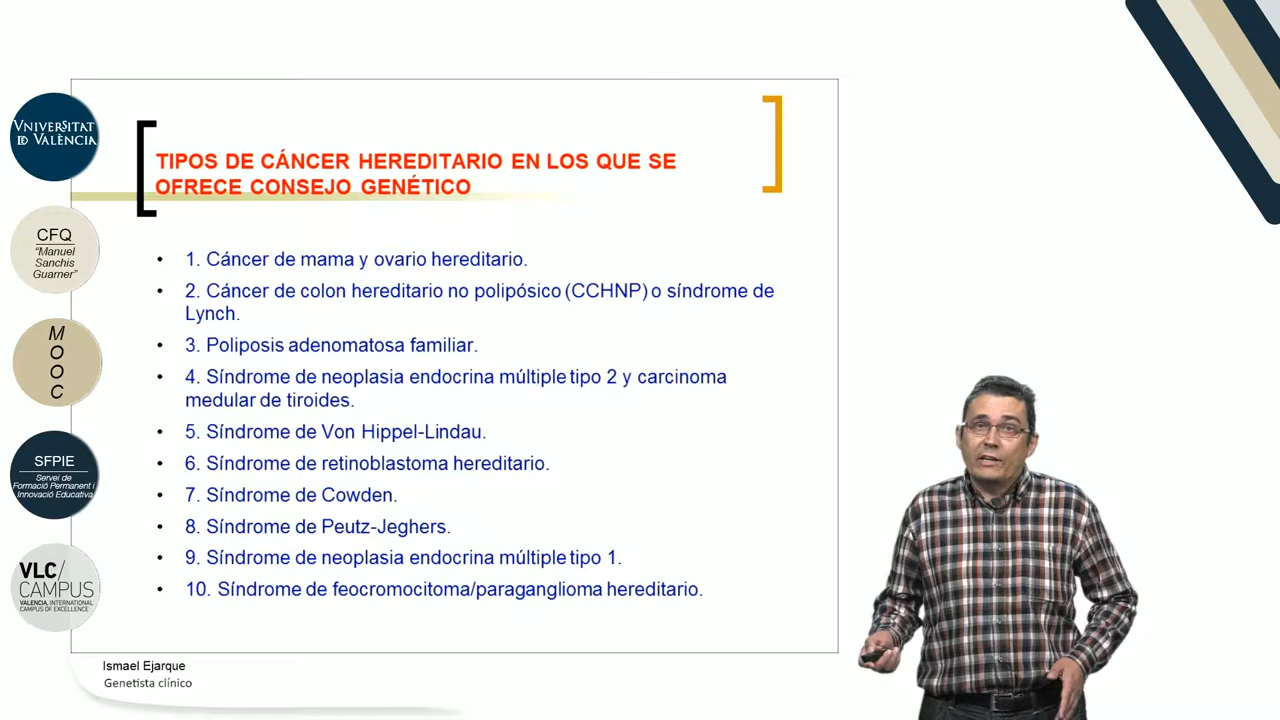 VNIVERSITAT
DE VALÈNCIA
CFQ
“Manuel
Sanchis
Guarner”
M
O
O
C
SFPIE
Servei de
Formació Permanent i
Innovació Educativa
VLC/
CAMPUS
VALENCIA, INTERNATIONAL
CAMPUS OF EXCELLENCE
TIPOS DE CÁNCER HEREDITARIO EN LOS QUE SE
OFRECE CONSEJO GENÉTICO
• 1. Cáncer de mama y ovario hereditario.
• 2. Cáncer de colon hereditario no polipósico (CCHNP) o síndrome de
Lynch.
• 3. Poliposis adenomatosa familiar.
• 4. Síndrome de neoplasia endocrina múltiple tipo 2 y carcinoma
medular de tiroides.
• 5. Síndrome de Von Hippel-Lindau.
• 6. Síndrome de retinoblastoma hereditario.
• 7. Síndrome de Cowden.
• 8. Síndrome de Peutz-Jeghers.
• 9. Síndrome de neoplasia endocrina múltiple tipo 1.
• 10. Síndrome de feocromocitoma/paraganglioma hereditario.
Ismael Ejarque
Genetista clínico